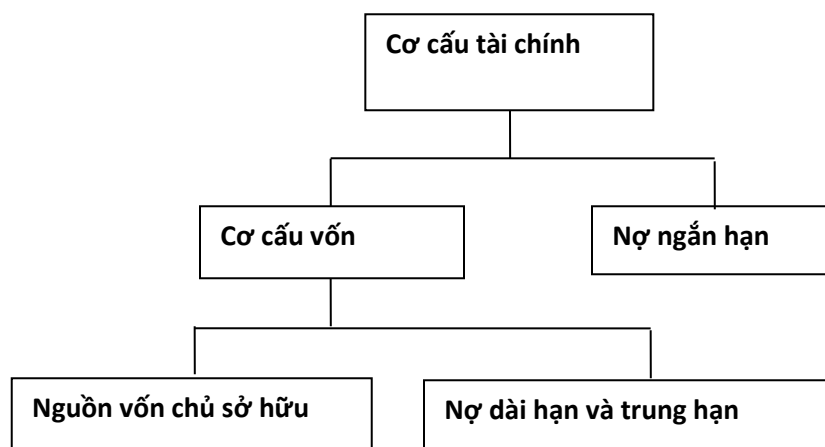 Cơ cấu tài chính
Cơ cấu vốn
Nợ ngắn hạn
Nguồn vốn chủ sở hữu
Nợ dài hạn và trung hạn